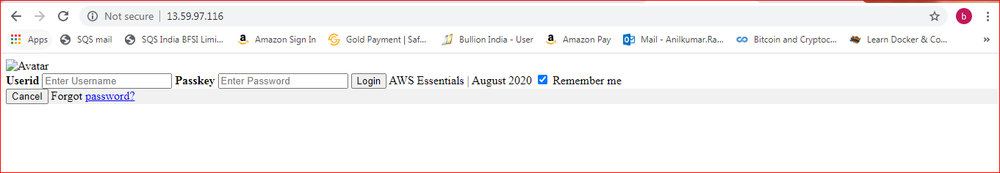 Not secure | 13.59.97.116 b
Apps SQS mail SQS India BFSI Limi... Amazon Sign In Gold Payment | Saf... Bullion India - User Amazon Pay Mail - Anilkumar.Ra... Bitcoin and Cryptoc... Learn Docker & Co... »
Avatar
Userid Enter Username Passkey Enter Password Login AWS Essentials | August 2020 Remember me
Cancel Forgot password?